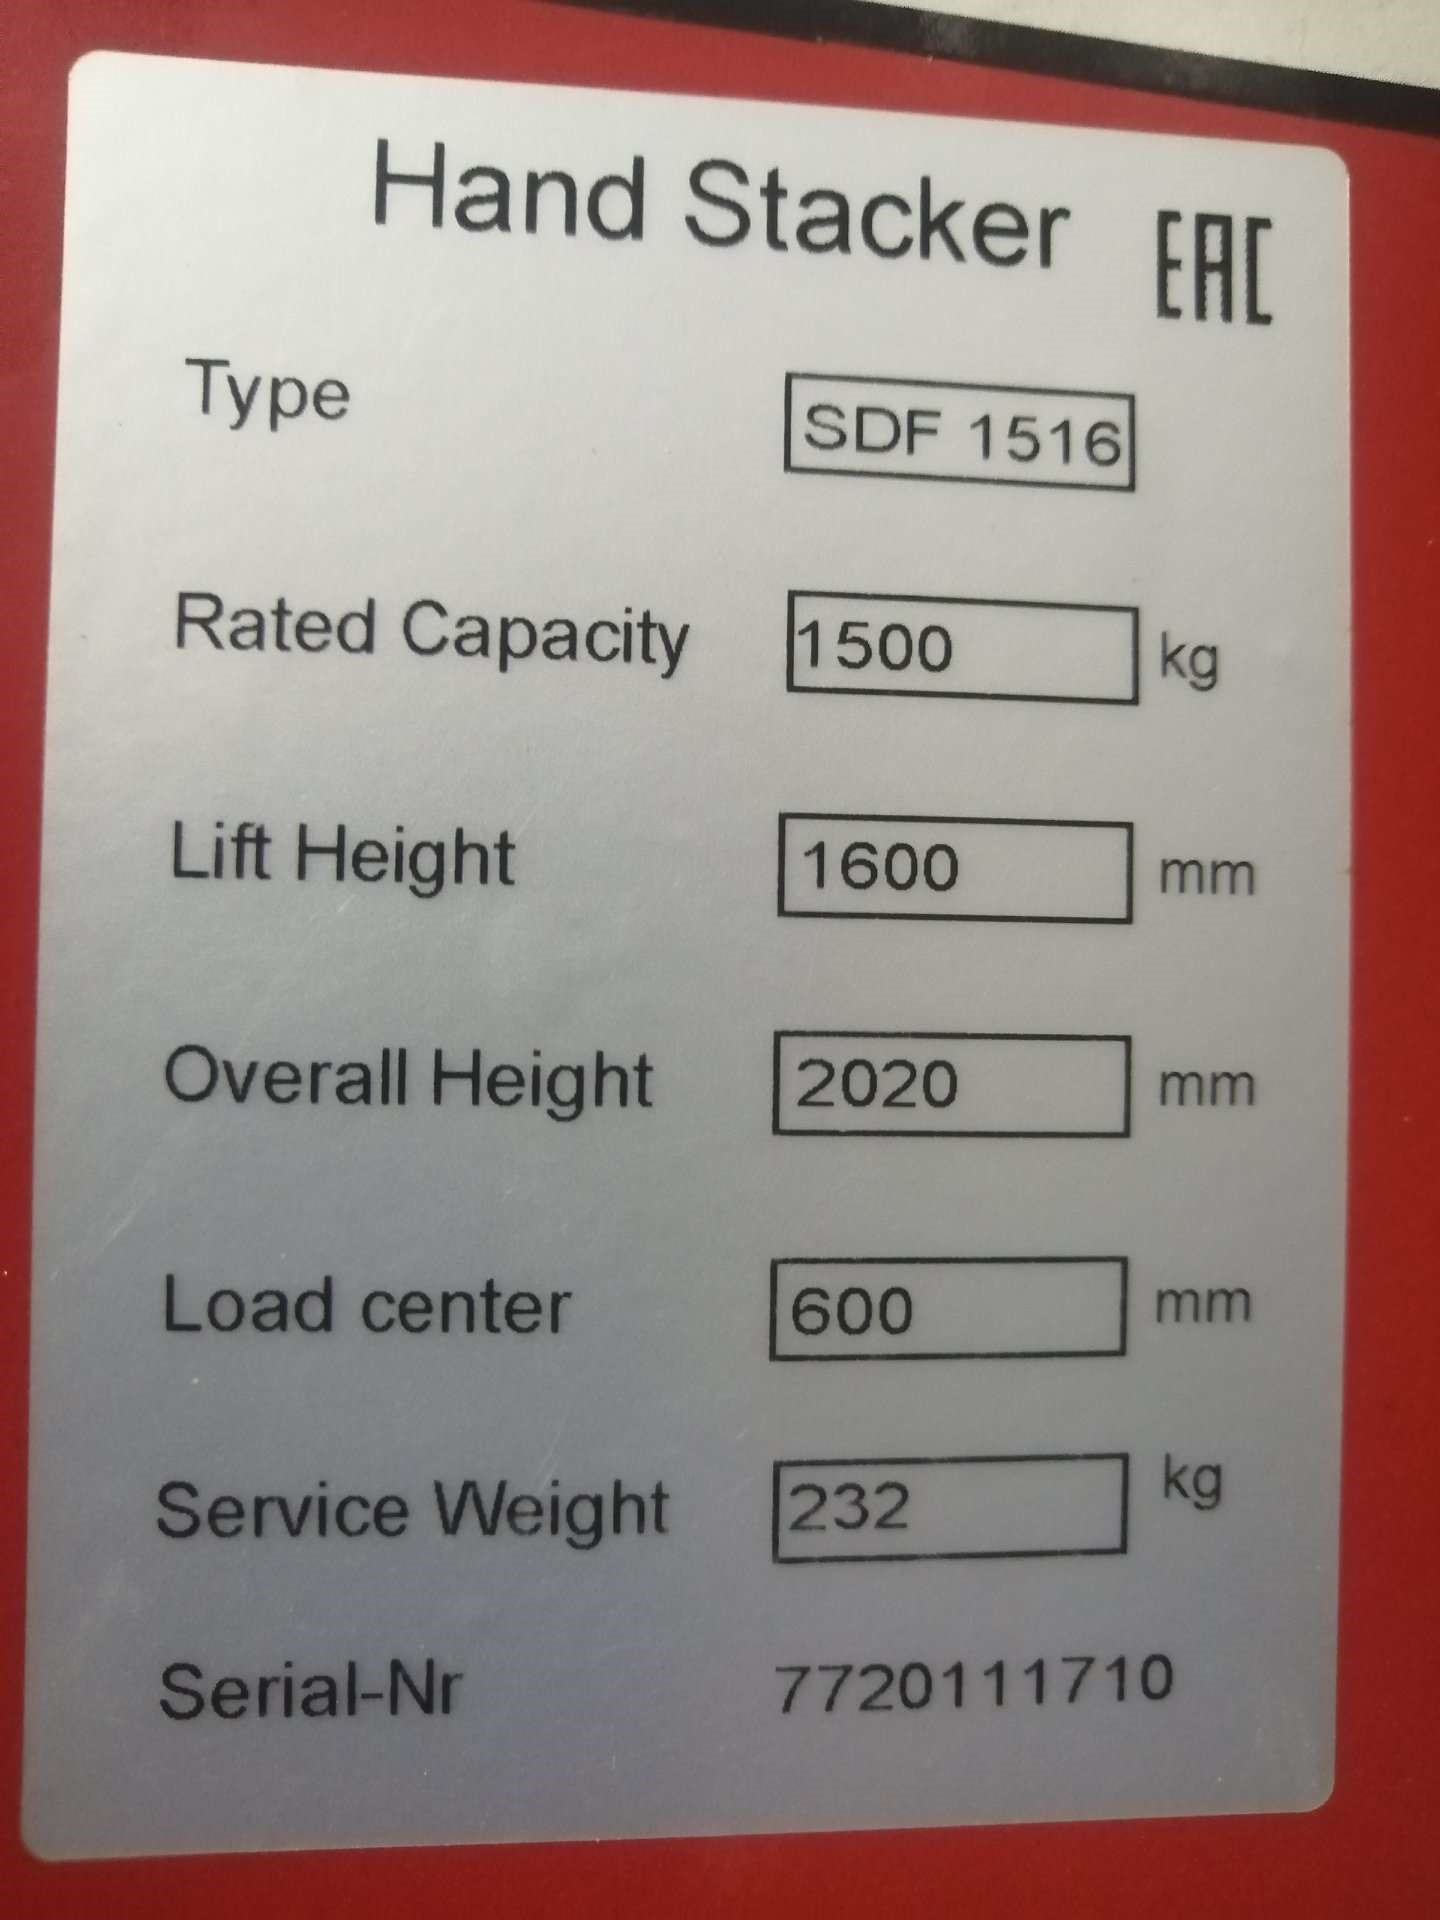 Hand Stacker EAC
Type SDF 1516
Rated Capacity 1500 kg
Lift Height 1600 mm
Overall Height 2020 mm
Load center 600 mm
Service Weight 232 kg
Serial-Nr 7720111710